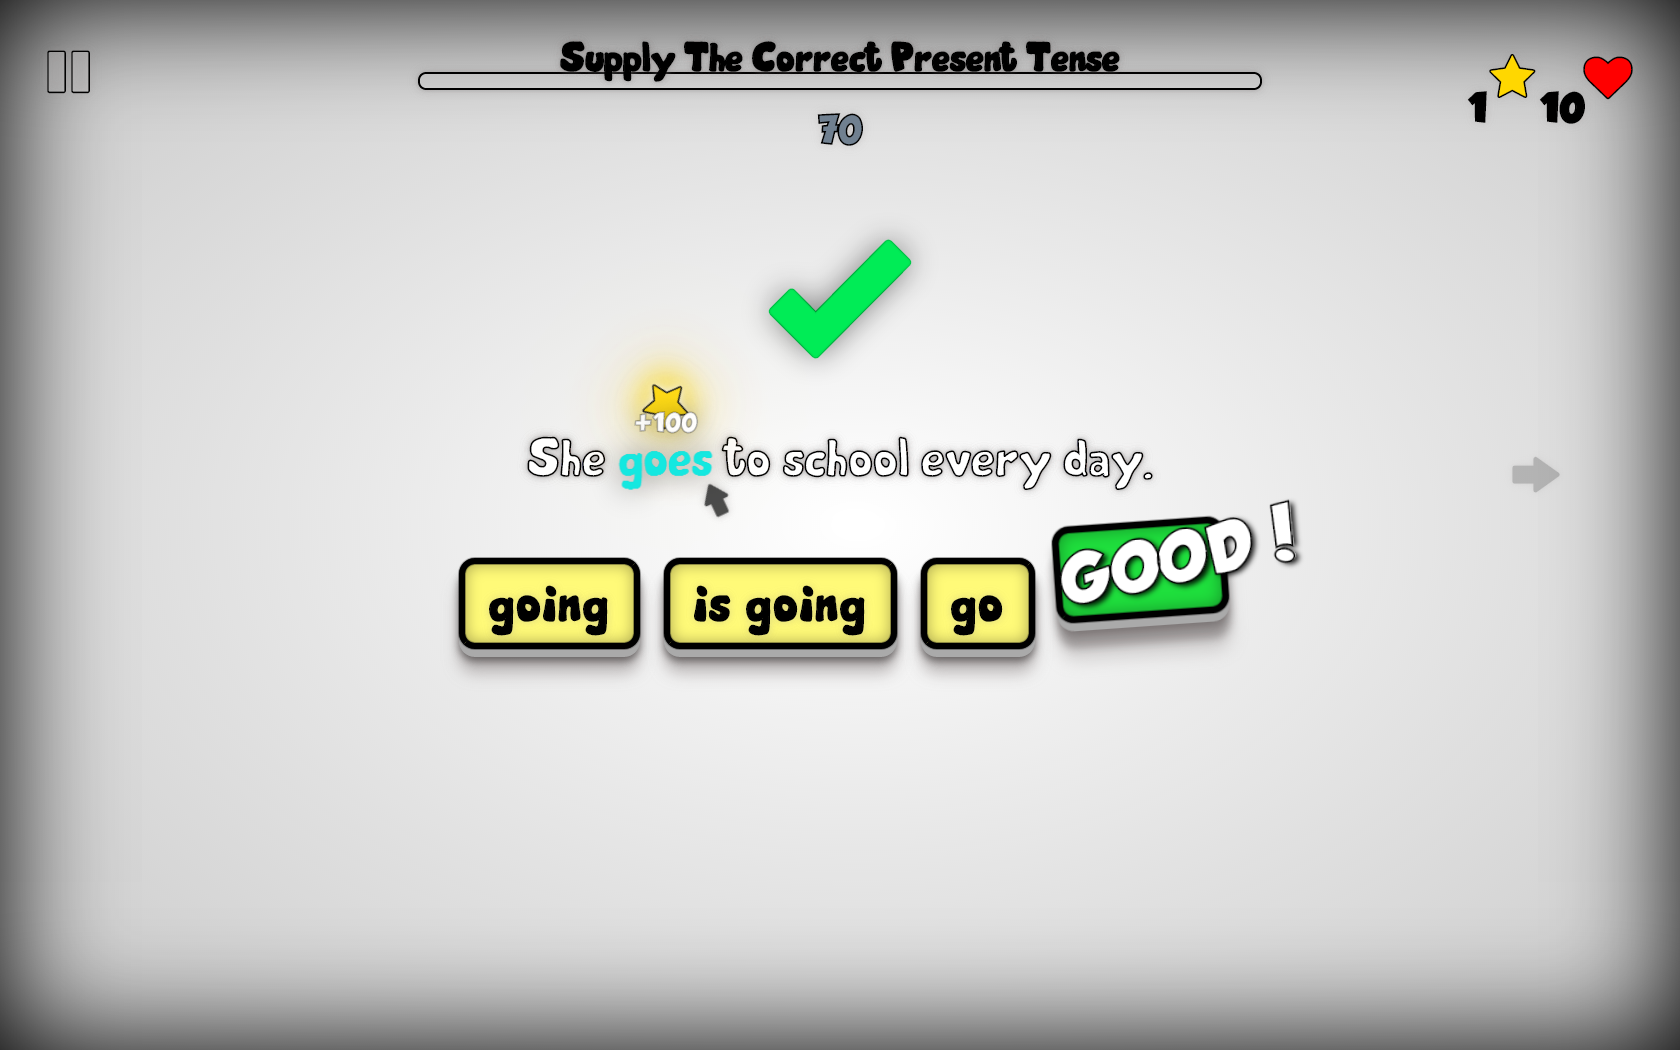 Supply The Correct Present Tense
1 10
70
+100
She goes to school every day.
going is going go GOOD!